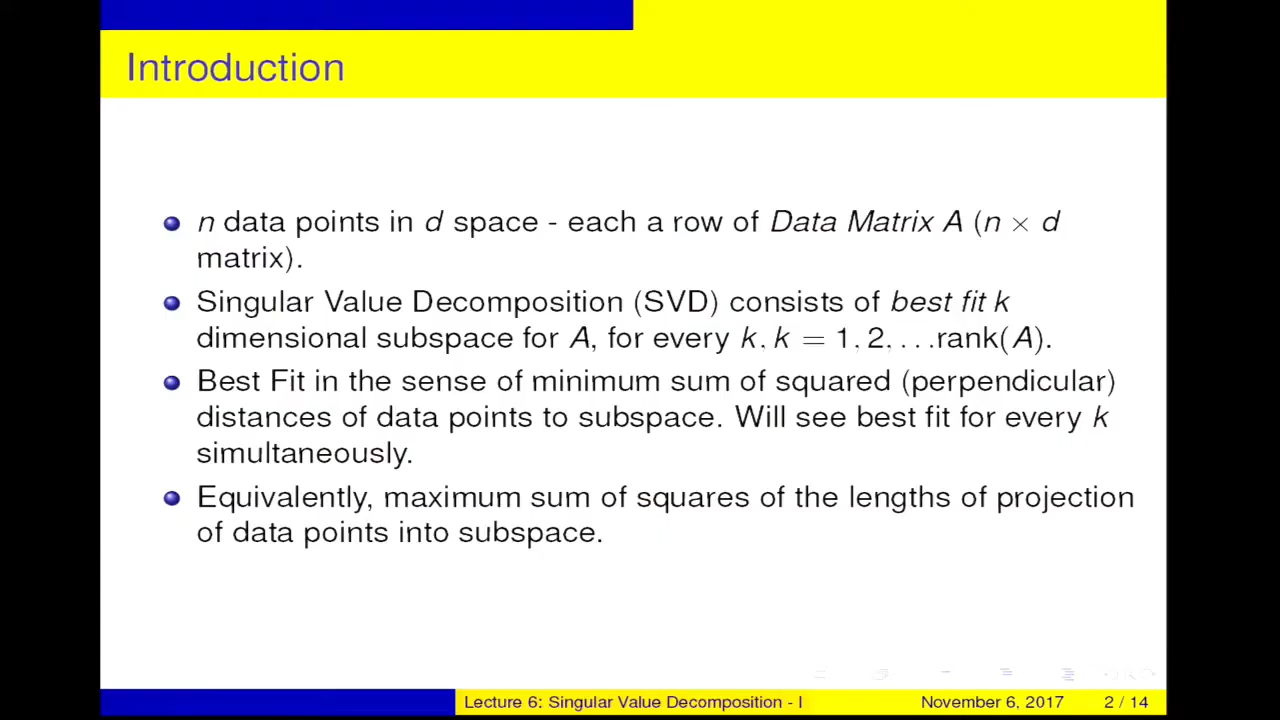 Introduction
n data points in d space - each a row of Data Matrix A (n × d
matrix).
Singular Value Decomposition (SVD) consists of best fit k
dimensional subspace for A, for every k, k = 1, 2, . . .rank(A).
Best Fit in the sense of minimum sum of squared (perpendicular)
distances of data points to subspace. Will see best fit for every k
simultaneously.
Equivalently, maximum sum of squares of the lengths of projection
of data points into subspace.
Lecture 6: Singular Value Decomposition - I November 6, 2017 2 / 14